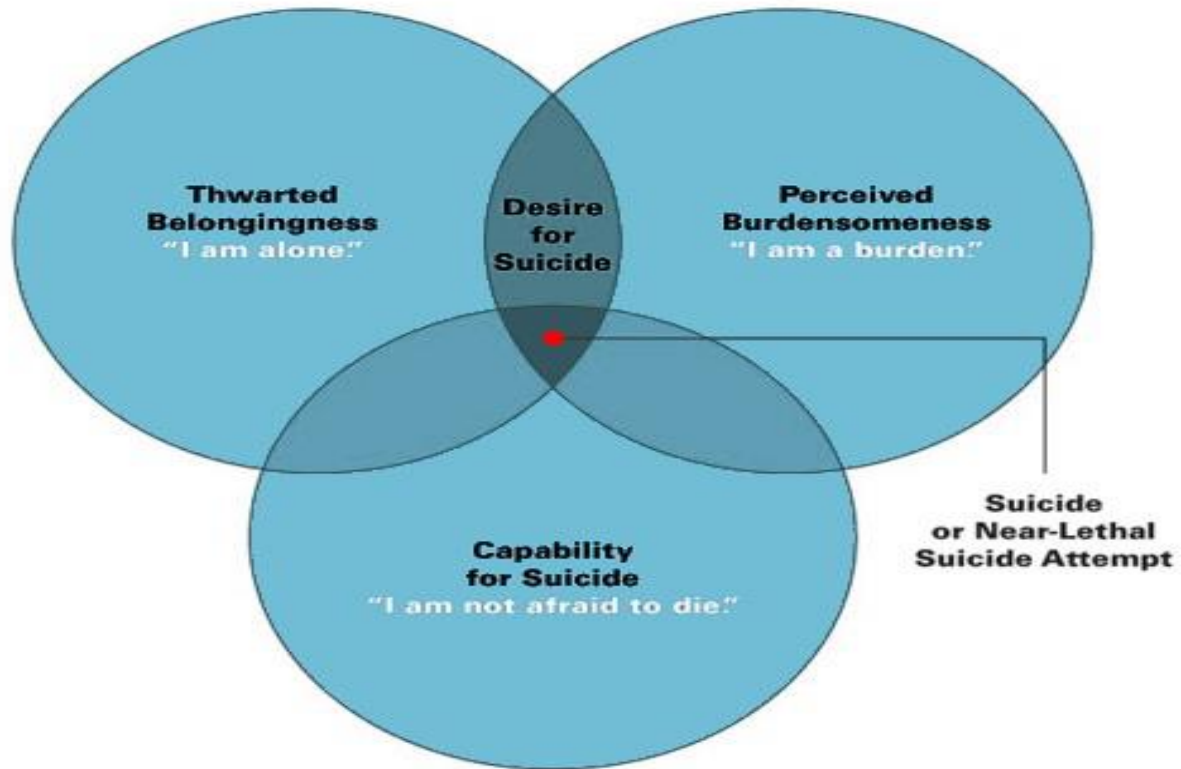 Thwarted
Belongingness
"I am alone."
Desire
for
Suicide
Perceived
Burdensomeness
"I am a burden."
Capability
for Suicide
"I am not afraid to die."
Suicide
or Near-Lethal
Suicide Attempt